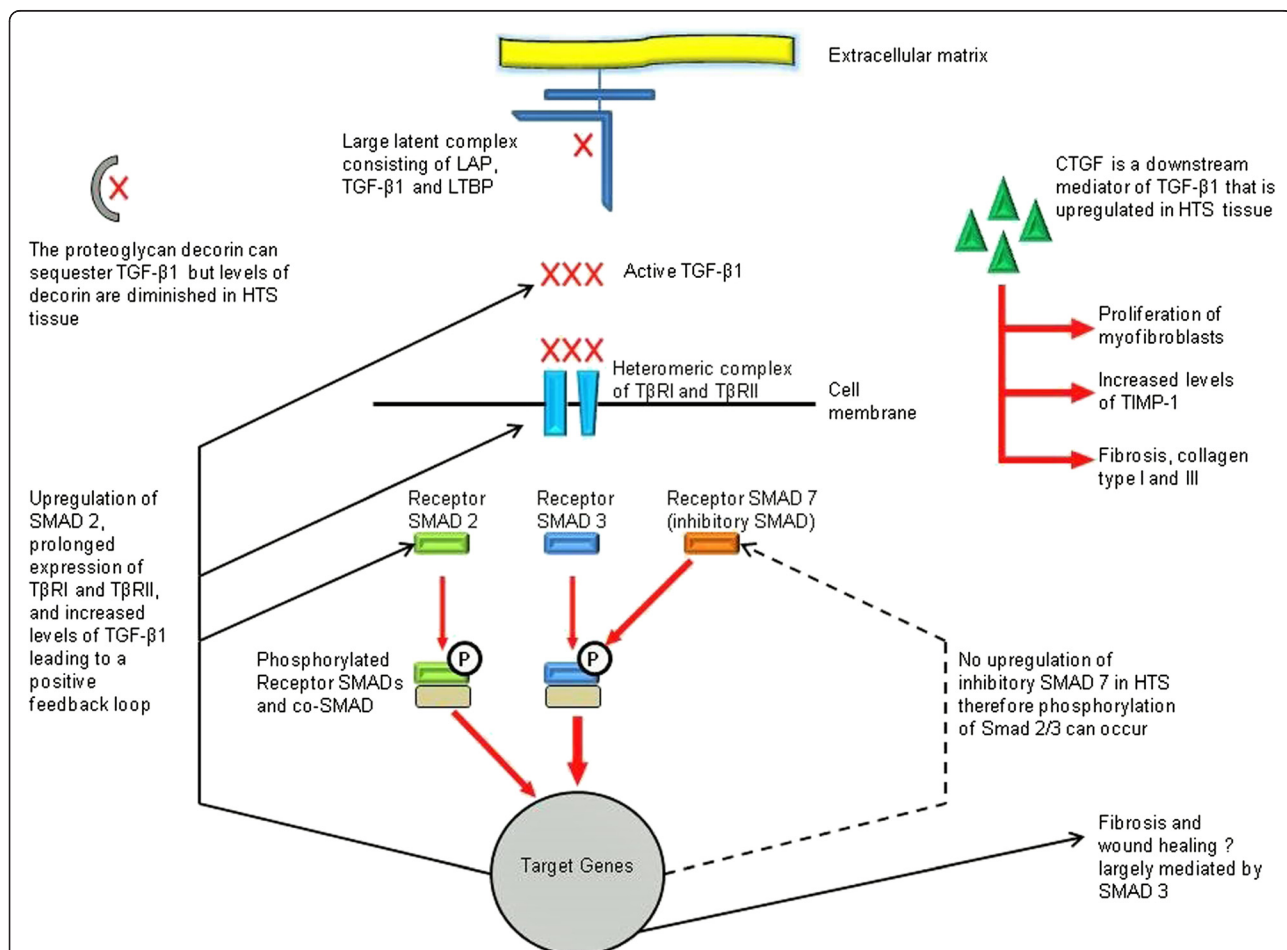 Extracellular matrix
Large latent complex
consisting of LAP,
TGF-β1 and LTBP
CTGF is a downstream
mediator of TGF-β1 that is
upregulated in HTS tissue
The proteoglycan decorin can
sequester TGF-β1 but levels of
decorin are diminished in HTS
tissue
Active TGF-β1
Proliferation of
myofibroblasts
Heteromeric complex
of TβRI and TβRII
Cell
membrane
Increased levels
of TIMP-1
Fibrosis, collagen
type I and III
Upregulation of
SMAD 2,
prolonged
expression of
TβRI and TβRII,
and increased
levels of TGF-β1
leading to a
positive
feedback loop
Receptor
SMAD 2
Receptor
SMAD 3
Receptor SMAD 7
(inhibitory SMAD)
P
P
Phosphorylated
Receptor SMADs
and co-SMAD
No upregulation of
inhibitory SMAD 7 in HTS
therefore phosphorylation
of Smad 2/3 can occur
Target Genes
Fibrosis and
wound healing ?
largely mediated by
SMAD 3